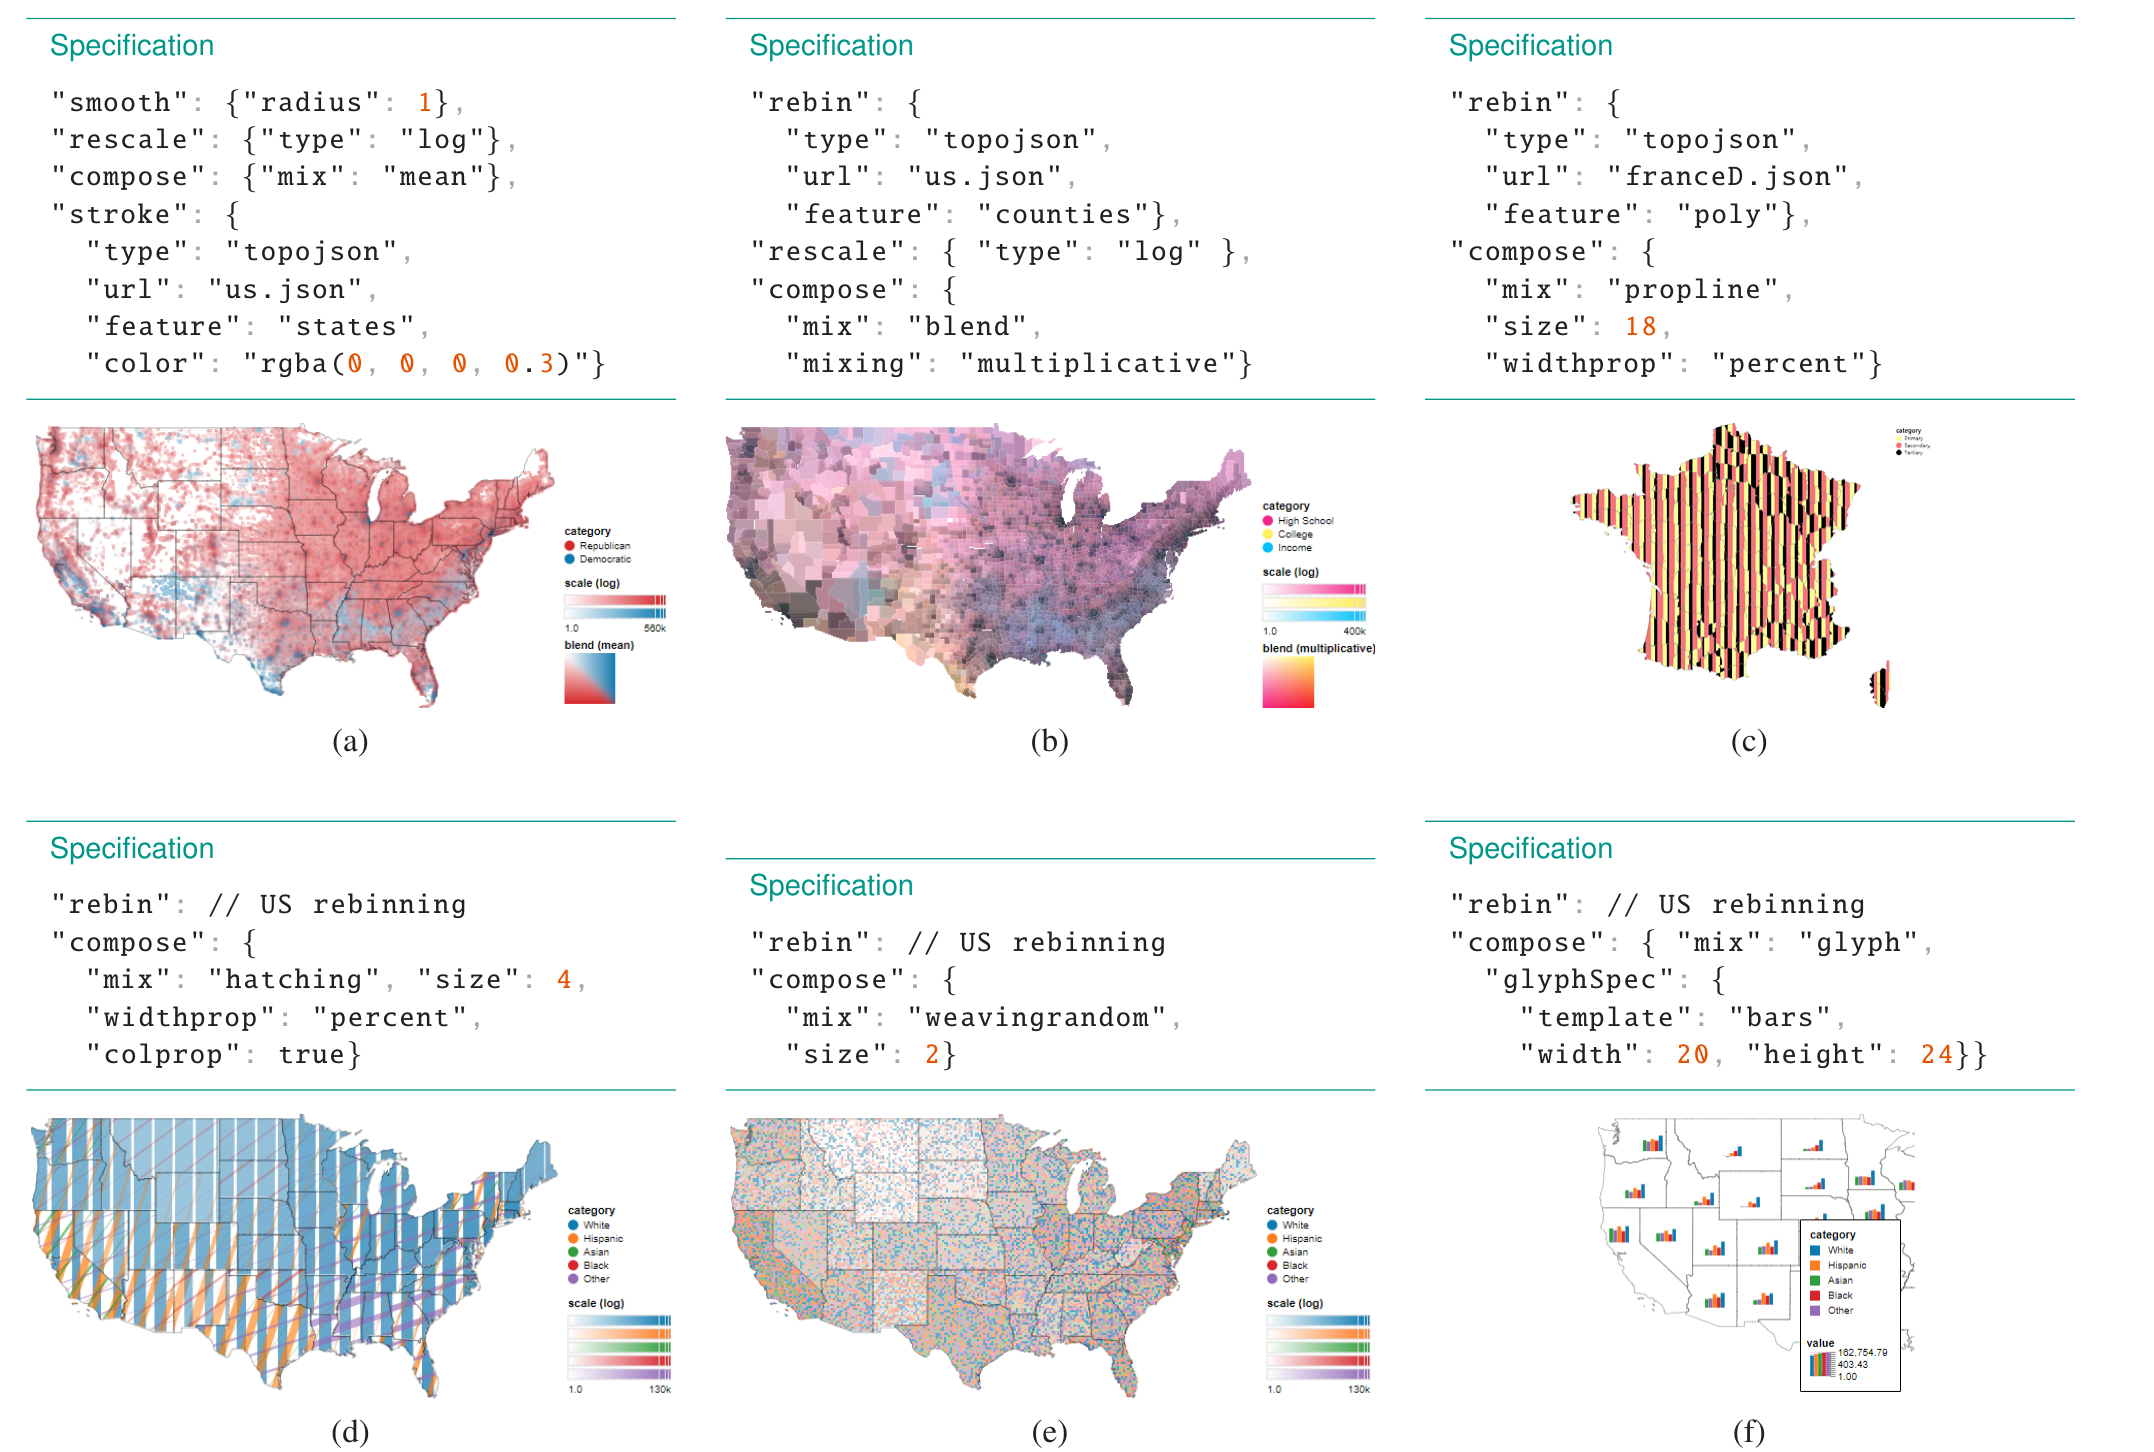 Specification
"smooth": {"radius": 1},
"rescale": {"type": "log"},
"compose": {"mix": "mean"},
"stroke": {
"type": "topojson",
"url": "us.json",
"feature": "states",
"color": "rgba(0, 0, 0, 0.3)"}
category
Republican
Democratic
scale (log)
1.0 560k
blend (mean)
(a)
Specification
"rebin": {
"type": "topojson",
"url": "us.json",
"feature": "counties"},
"rescale": { "type": "log" },
"compose": {
"mix": "blend",
"mixing": "multiplicative"}
category
High School
College
Income
scale (log)
1.0 400k
blend (multiplicative)
(b)
Specification
"rebin": {
"type": "topojson",
"url": "franceD.json",
"feature": "poly"},
"compose": {
"mix": "propline",
"size": 18,
"widthprop": "percent"}
category
Primary
Secondary
Tertiary
(c)
Specification
"rebin": // US rebinning
"compose": {
"mix": "hatching", "size": 4,
"widthprop": "percent",
"colprop": true}
category
White
Hispanic
Asian
Black
Other
scale (log)
1.0 130k
(d)
Specification
"rebin": // US rebinning
"compose": {
"mix": "weavingrandom",
"size": 2}
category
White
Hispanic
Asian
Black
Other
scale (log)
1.0 130k
(e)
Specification
"rebin": // US rebinning
"compose": { "mix": "glyph",
"glyphSpec": {
"template": "bars",
"width": 20, "height": 24}}
category
White
Hispanic
Asian
Black
Other
value
162,754.79
403.43
1.00
(f)